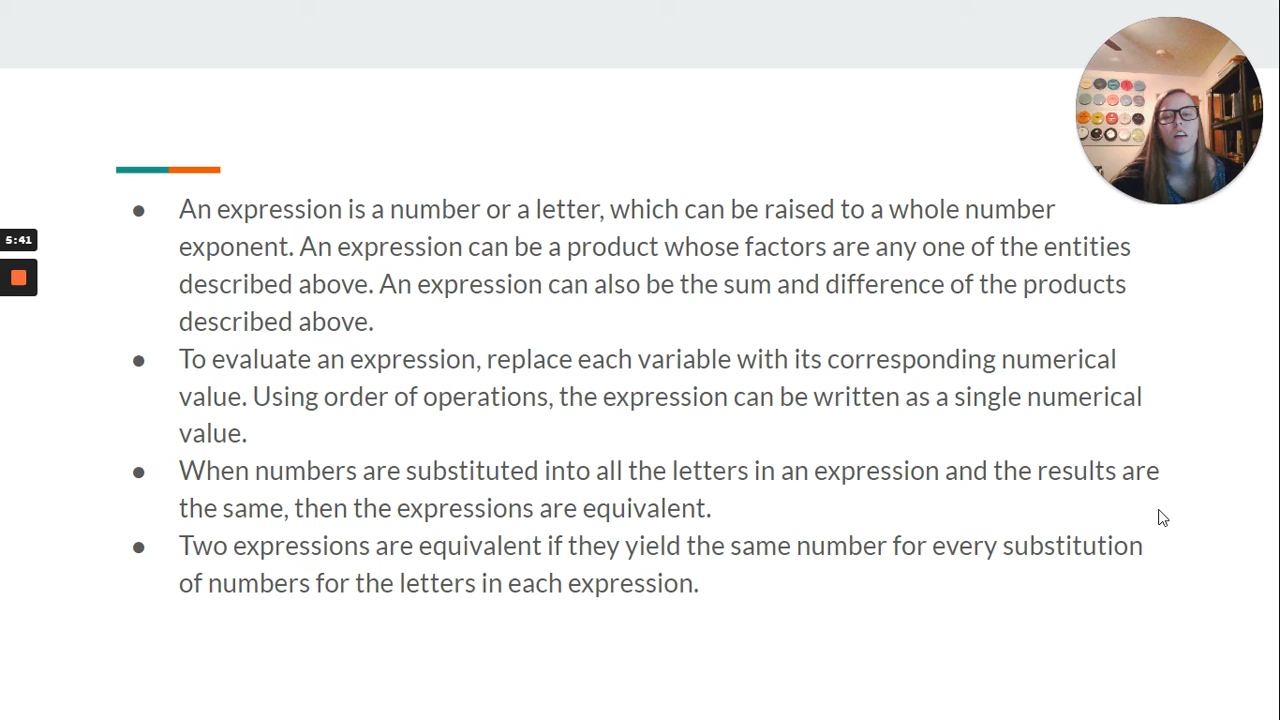 ● An expression is a number or a letter, which can be raised to a whole number
exponent. An expression can be a product whose factors are any one of the entities
described above. An expression can also be the sum and difference of the products
described above.
5:41
● To evaluate an expression, replace each variable with its corresponding numerical
value. Using order of operations, the expression can be written as a single numerical
value.
● When numbers are substituted into all the letters in an expression and the results are
the same, then the expressions are equivalent.
● Two expressions are equivalent if they yield the same number for every substitution
of numbers for the letters in each expression.